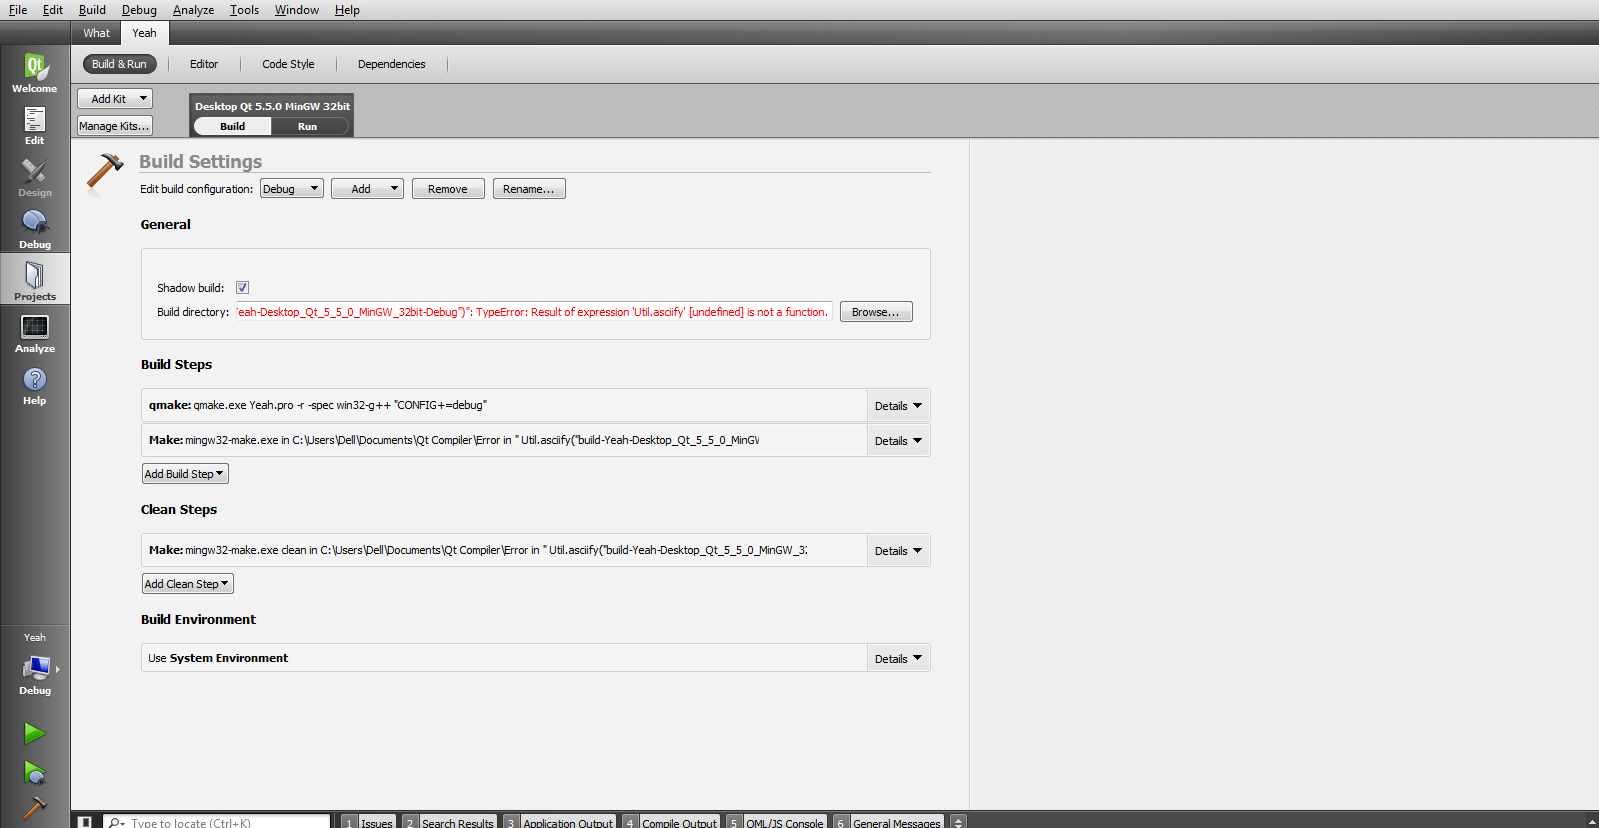 File Edit Build Debug Analyze Tools Window Help
What Yeah
Build & Run Editor Code Style Dependencies
Add Kit
Manage Kits...
Desktop Qt 5.5.0 MinGW 32bit
Build Run
Welcome
Edit
Design
Debug
Projects
Analyze
Help
Build Settings
Edit build configuration: Debug Add Remove Rename...
General
Shadow build:
Build directory: 'eah-Desktop_Qt_5_5_0_MinGW_32bit-Debug")": TypeError: Result of expression 'Util.asciify' [undefined] is not a function. Browse...
Build Steps
qmake: qmake.exe Yeah.pro -r -spec win32-g++ "CONFIG+=debug" Details
Make: mingw32-make.exe in C:\Users\Dell\Documents\Qt Compiler\Error in " Util.asciify("build-Yeah-Desktop_Qt_5_5_0_MinGW Details
Add Build Step
Clean Steps
Make: mingw32-make.exe clean in C:\Users\Dell\Documents\Qt Compiler\Error in " Util.asciify("build-Yeah-Desktop_Qt_5_5_0_MinGW_32 Details
Add Clean Step
Build Environment
Use System Environment Details
Yeah
Debug
Type to locate (Ctrl+K) 1 Issues 2 Search Results 3 Application Output 4 Compile Output 5 QML/JS Console 6 General Messages